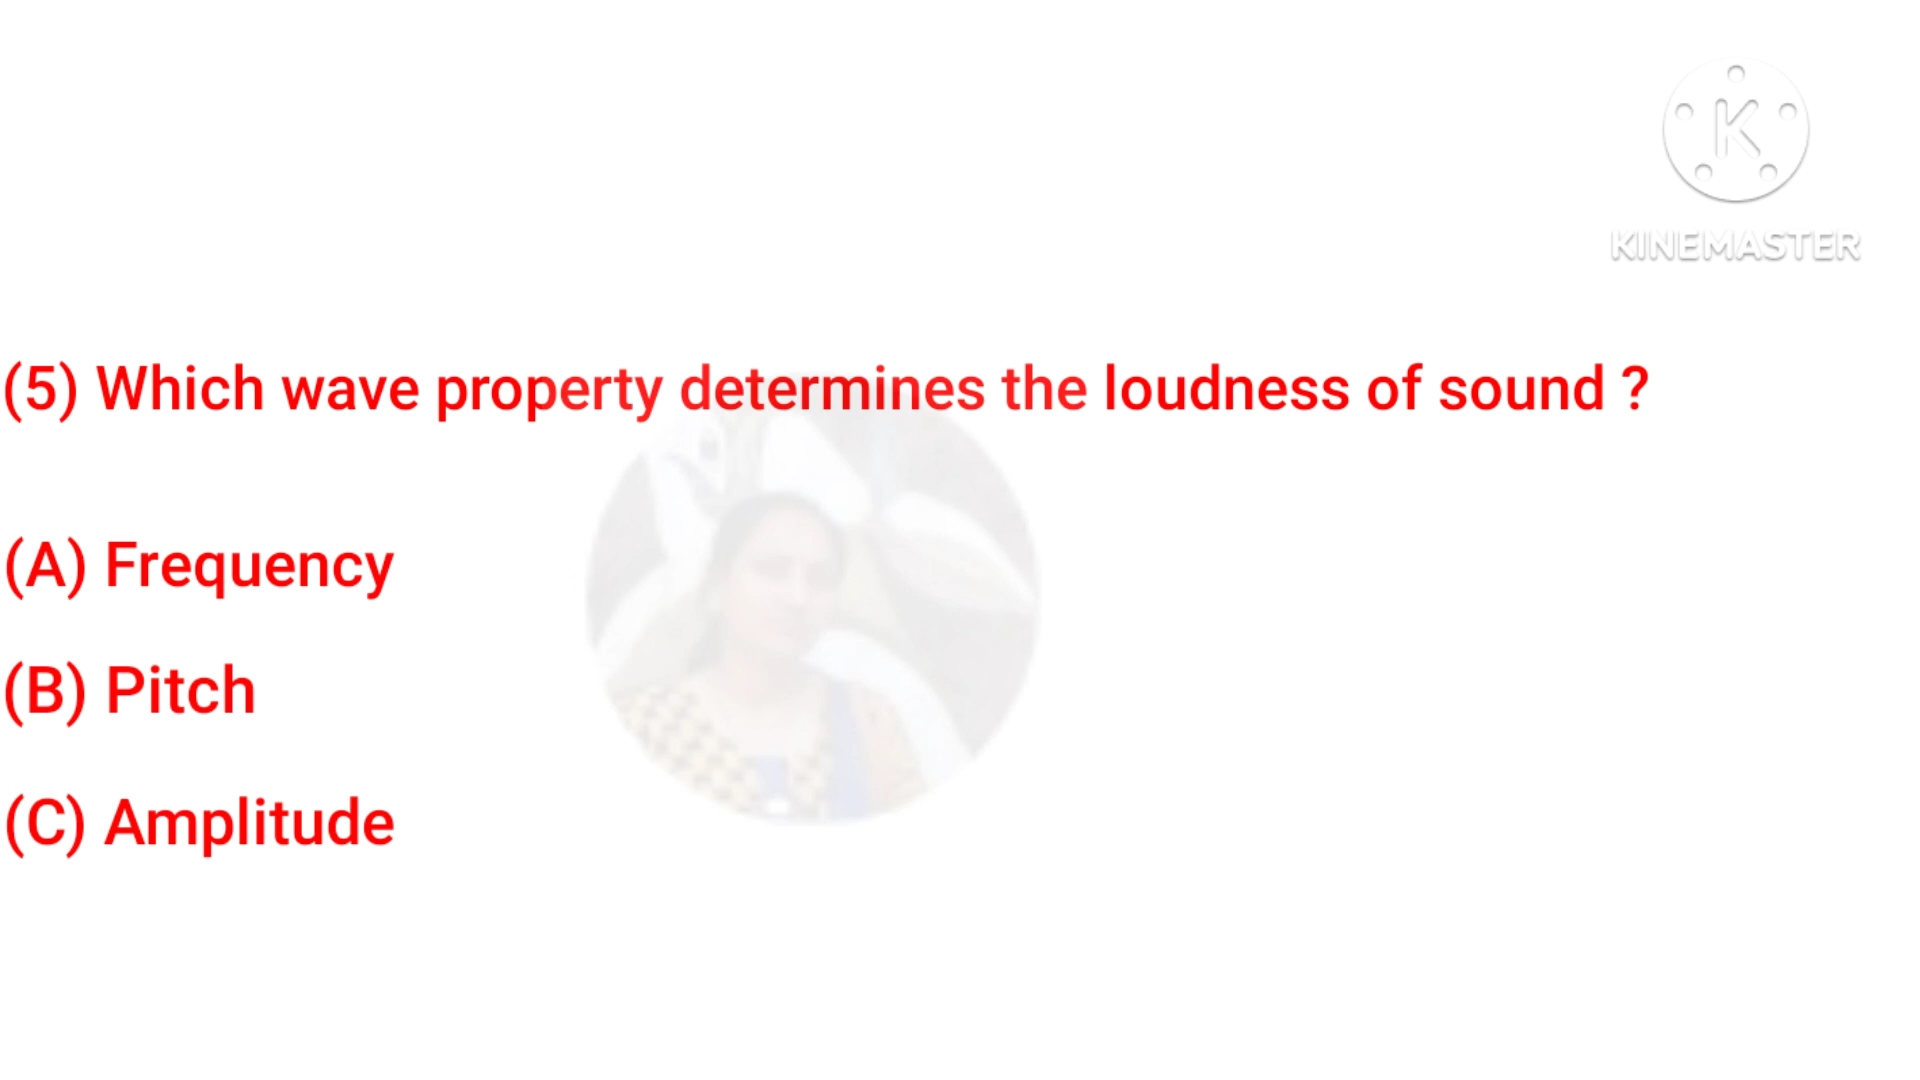 KINEMASTER
(5) Which wave property determines the loudness of sound ?
(A) Frequency
(B) Pitch
(C) Amplitude